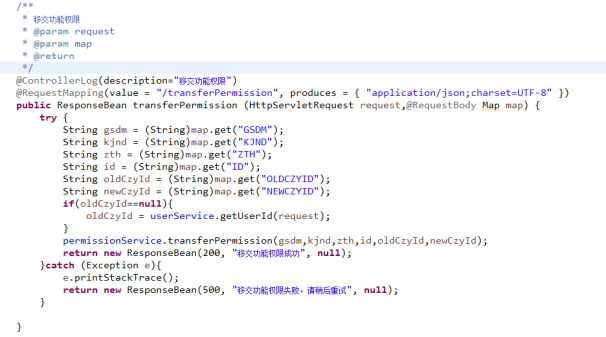 /**
 * 移交功能权限
 * @param request
 * @param map
 * @return
 */
@ControllerLog(description="移交功能权限")
@RequestMapping(value = "/transferPermission", produces = { "application/json;charset=UTF-8" })
public ResponseBean transferPermission (HttpServletRequest request,@RequestBody Map map) {
    try {
        String gsdm = (String)map.get("GSDM");
        String kjnd = (String)map.get("KJND");
        String zth = (String)map.get("ZTH");
        String id = (String)map.get("ID");
        String oldCzyId = (String)map.get("OLDCZYID");
        String newCzyId = (String)map.get("NEWCZYID");
        if(oldCzyId==null){
            oldCzyId = userService.getUserId(request);
        }
        permissionService.transferPermission(gsdm,kjnd,zth,id,oldCzyId,newCzyId);
        return new ResponseBean(200, "移交功能权限成功", null);
    }catch (Exception e){
        e.printStackTrace();
        return new ResponseBean(500, "移交功能权限失败，请稍后重试", null);
    }
}